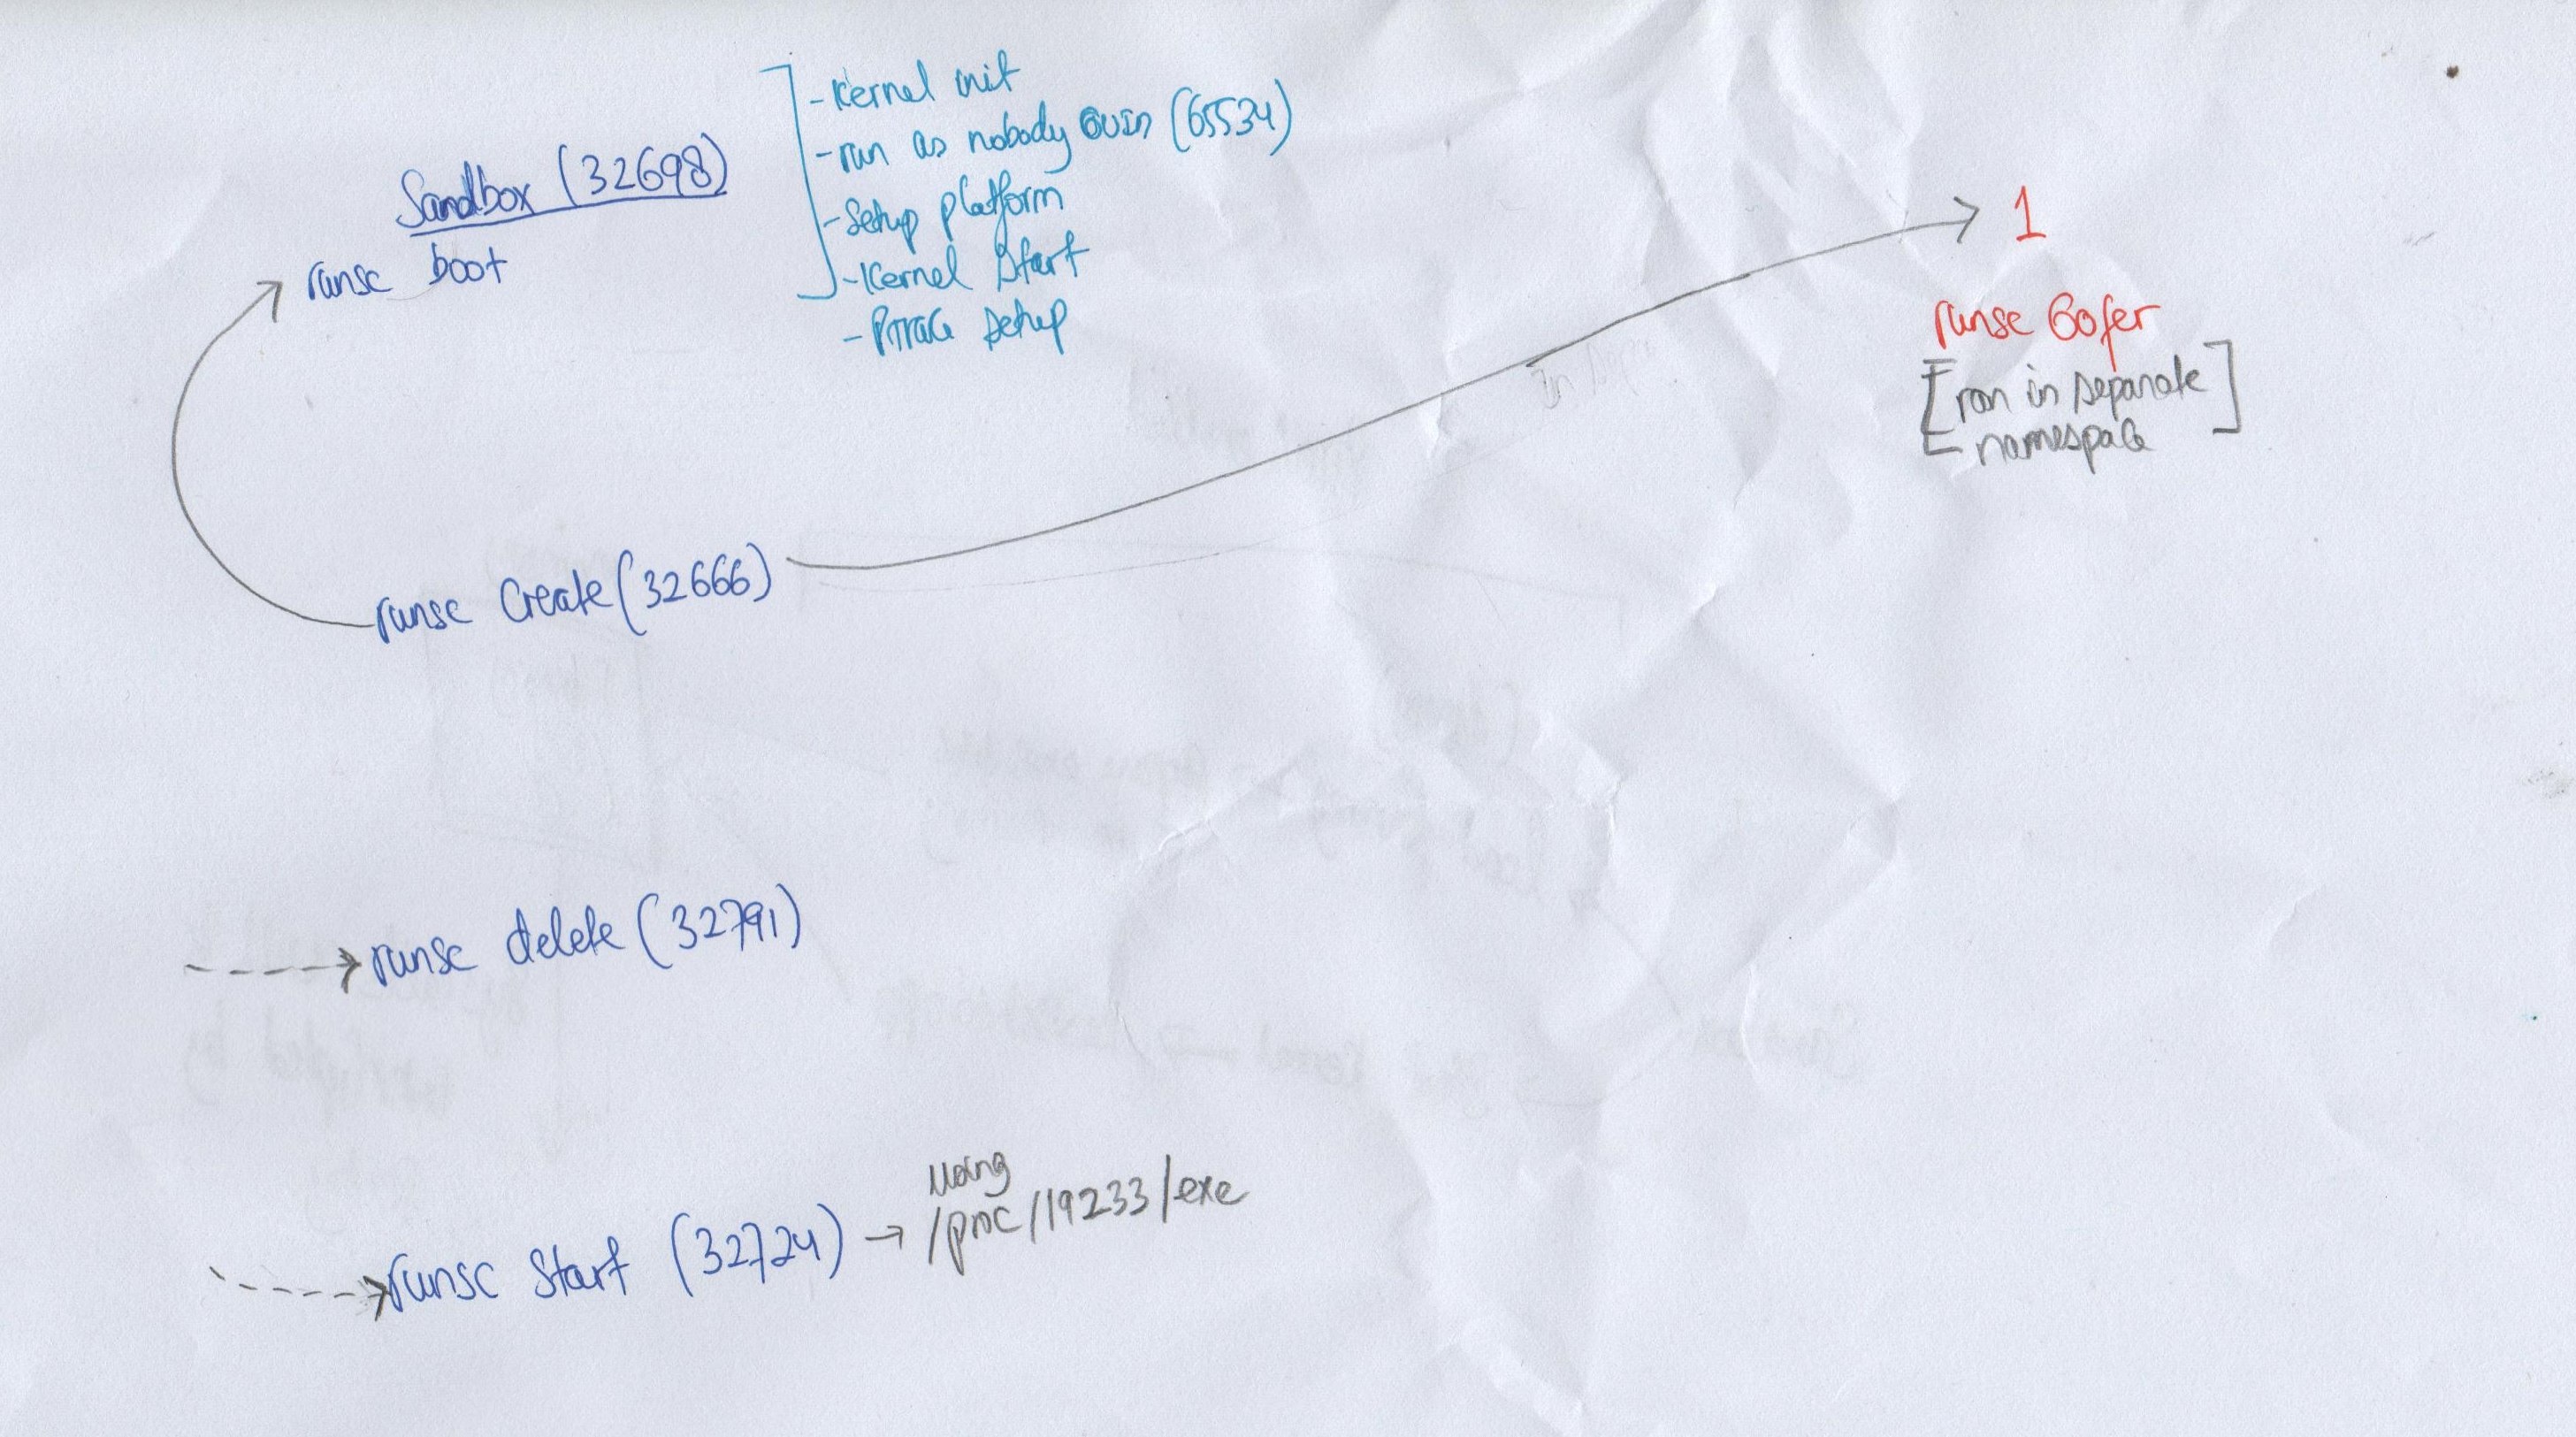 - Kernel init
- run as nobody (65534)
Sandbox (32698)
- Setup platform
1
runsc boot
- Kernel Start
- Ptrace setup
runsc Gofer
run in separate
namespace
runsc Create (32666)
runsc delete (32791)
using
runsc Start (32724) → /proc/19233/exe